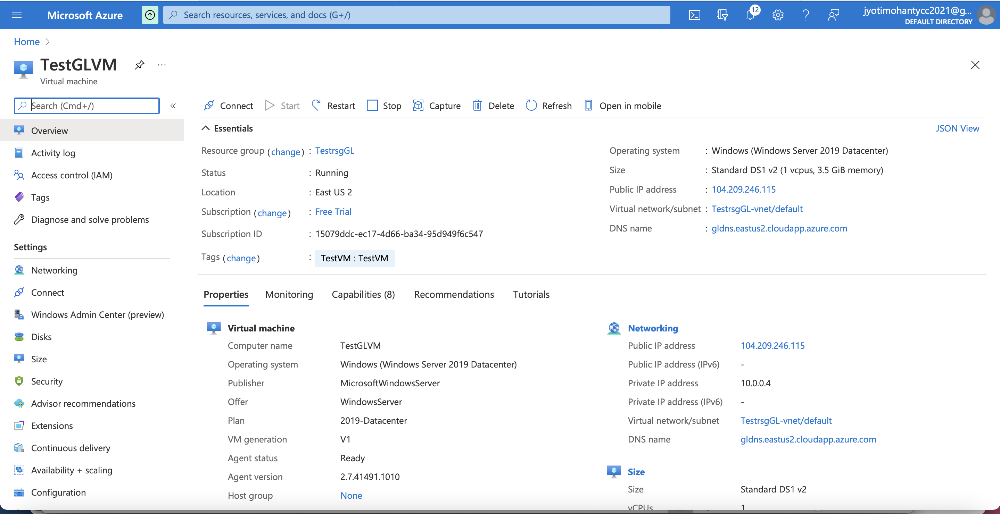 Microsoft Azure
Search resources, services, and docs (G+/)
12
jyotimohantycc2021@g...
DEFAULT DIRECTORY
Home
TestGLVM
Virtual machine
Search (Cmd+/)
Connect Start Restart Stop Capture Delete Refresh Open in mobile
Overview
Activity log
Access control (IAM)
Tags
Diagnose and solve problems
Settings
Networking
Connect
Windows Admin Center (preview)
Disks
Size
Security
Advisor recommendations
Extensions
Continuous delivery
Availability + scaling
Configuration
Essentials
JSON View
Resource group (change) : TestrsgGL
Status : Running
Location : East US 2
Subscription (change) : Free Trial
Subscription ID : 15079ddc-ec17-4d66-ba34-95d949f6c547
Tags (change) : TestVM : TestVM
Operating system : Windows (Windows Server 2019 Datacenter)
Size : Standard DS1 v2 (1 vcpus, 3.5 GiB memory)
Public IP address : 104.209.246.115
Virtual network/subnet : TestrsgGL-vnet/default
DNS name : gldns.eastus2.cloudapp.azure.com
Properties Monitoring Capabilities (8) Recommendations Tutorials
Virtual machine
Computer name TestGLVM
Operating system Windows (Windows Server 2019 Datacenter)
Publisher MicrosoftWindowsServer
Offer WindowsServer
Plan 2019-Datacenter
VM generation V1
Agent status Ready
Agent version 2.7.41491.1010
Host group None
Networking
Public IP address 104.209.246.115
Public IP address (IPv6) -
Private IP address 10.0.0.4
Private IP address (IPv6) -
Virtual network/subnet TestrsgGL-vnet/default
DNS name gldns.eastus2.cloudapp.azure.com
Size
Size Standard DS1 v2
vCPUs 1